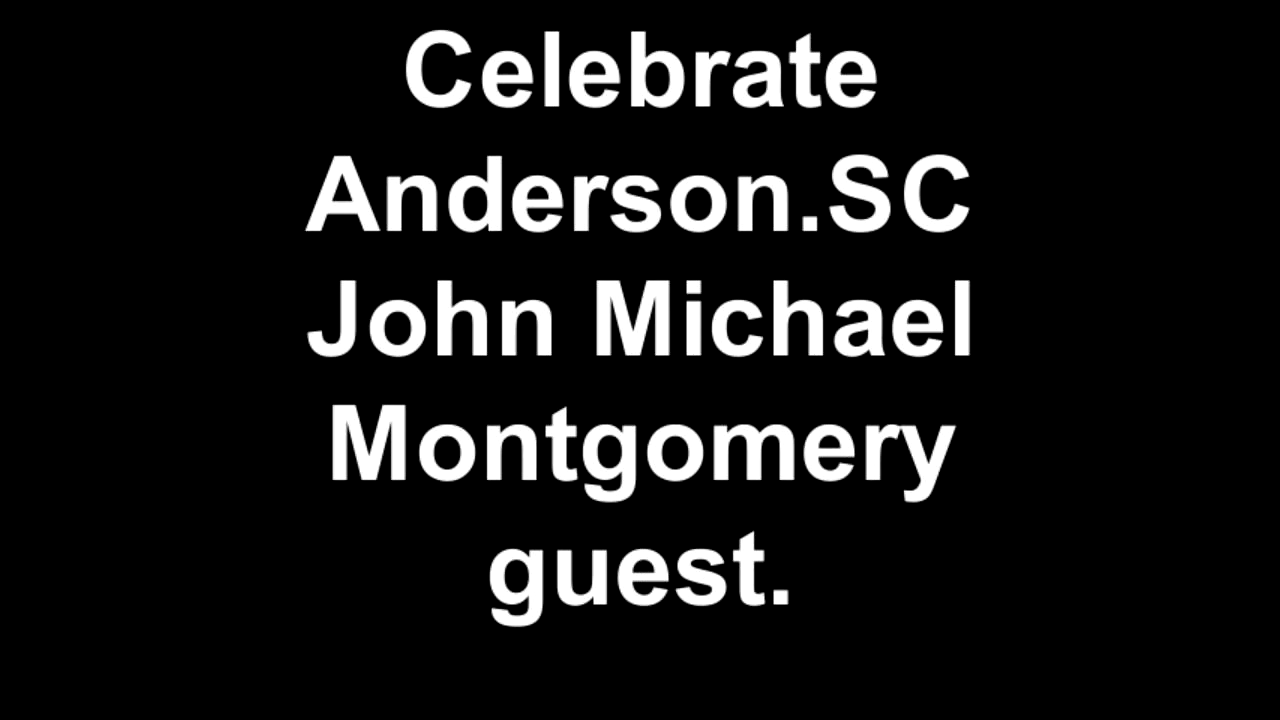 Celebrate
Anderson.SC
John Michael
Montgomery
guest.